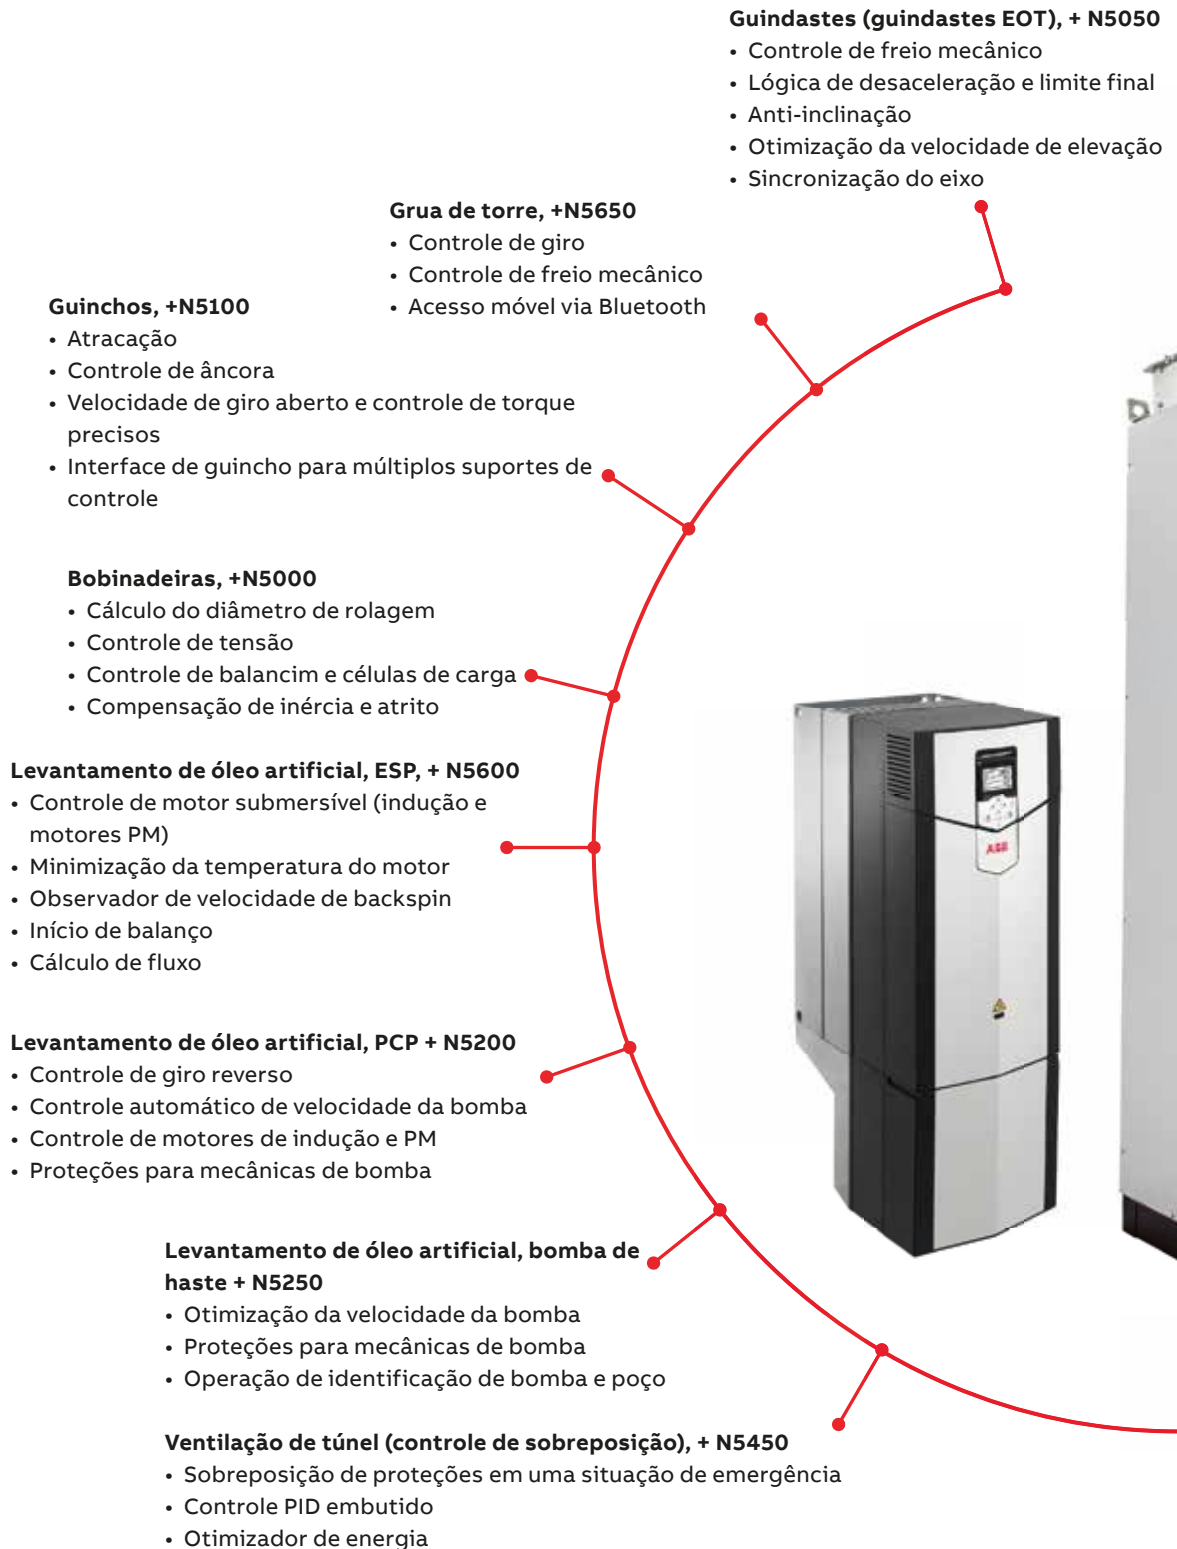 Guindastes (guindastes EOT), + N5050
• Controle de freio mecânico
• Lógica de desaceleração e limite final
• Anti-inclinação
• Otimização da velocidade de elevação
• Sincronização do eixo
Grua de torre, +N5650
• Controle de giro
• Controle de freio mecânico
• Acesso móvel via Bluetooth
Guinchos, +N5100
• Atracação
• Controle de âncora
• Velocidade de giro aberto e controle de torque
precisos
• Interface de guincho para múltiplos suportes de
controle
Bobinadeiras, +N5000
• Cálculo do diâmetro de rolagem
• Controle de tensão
• Controle de balancim e células de carga
• Compensação de inércia e atrito
Levantamento de óleo artificial, ESP, + N5600
• Controle de motor submersível (indução e
motores PM)
• Minimização da temperatura do motor
• Observador de velocidade de backspin
• Início de balanço
• Cálculo de fluxo
Levantamento de óleo artificial, PCP + N5200
• Controle de giro reverso
• Controle automático de velocidade da bomba
• Controle de motores de indução e PM
• Proteções para mecânicas de bomba
Levantamento de óleo artificial, bomba de
haste + N5250
• Otimização da velocidade da bomba
• Proteções para mecânicas de bomba
• Operação de identificação de bomba e poço
Ventilação de túnel (controle de sobreposição), + N5450
• Sobreposição de proteções em uma situação de emergência
• Controle PID embutido
• Otimizador de energia
ABB